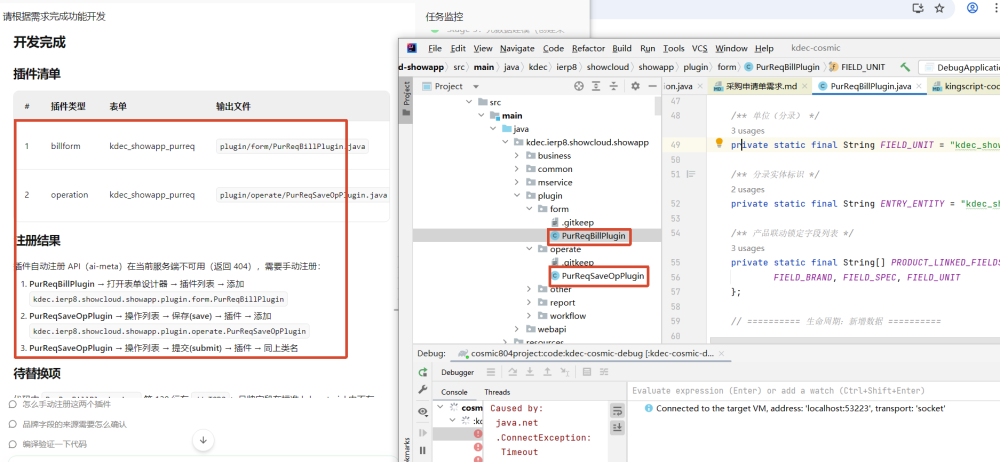 请根据需求完成功能开发
任务监控
开发完成
插件清单
# 插件类型 表单 输出文件
1 billform kdec_showapp_purreq plugin/form/PurReqBillPlugin.java
2 operation kdec_showapp_purreq plugin/operate/PurReqSaveOpPlugin.java
注册结果
插件自动注册 API（ai-meta）在当前服务端不可用（返回 404），需要手动注册：
1. PurReqBillPlugin → 打开表单设计器 → 插件列表 → 添加
kdec.ierp8.showcloud.showapp.plugin.form.PurReqBillPlugin
2. PurReqSaveOpPlugin → 操作列表 → 保存(save) → 插件 → 添加
kdec.ierp8.showcloud.showapp.plugin.operate.PurReqSaveOpPlugin
3. PurReqSaveOpPlugin → 操作列表 → 提交(submit) → 插件 → 同上类名
待替换项
怎么手动注册这两个插件
品牌字段的来源需要怎么确认
编译验证一下代码
File Edit View Navigate Code Refactor Build Run Tools VCS Window Help kdec-cosmic
d-showapp src main java kdec ierp8 showcloud showapp plugin form PurReqBillPlugin FIELD_UNIT DebugApplication
Project
Project
ion.java 采购申请单需求.md PurReqBillPlugin.java kingscript-co
src
main
java
kdec.ierp8.showcloud.showapp
business
common
mservice
plugin
form
.gitkeep
PurReqBillPlugin
operate
.gitkeep
PurReqSaveOpPlugin
other
report
workflow
webapi
resources
47
48 /** 单位（分录） */
3 usages
49 private static final String FIELD_UNIT = "kdec_show
50
51 /** 分录实体标识 */
2 usages
52 private static final String ENTRY_ENTITY = "kdec_sh
53
54 /** 产品联动锁定字段列表 */
3 usages
55 private static final String[] PRODUCT_LINKED_FIELDS
56 FIELD_BRAND, FIELD_SPEC, FIELD_UNIT
57 };
58
59 // ========== 生命周期：新增数据 ==========
60
Debug: cosmic804project:code:kdec-cosmic-debug [:kdec-cosmic-d...
Debugger
Console Threads
cosm
:kd
Caused by:
java.net
.ConnectException:
Timeout
Evaluate expression (Enter) or add a watch (Ctrl+Shift+Enter)
Connected to the target VM, address: 'localhost:53223', transport: 'socket'
okmarks